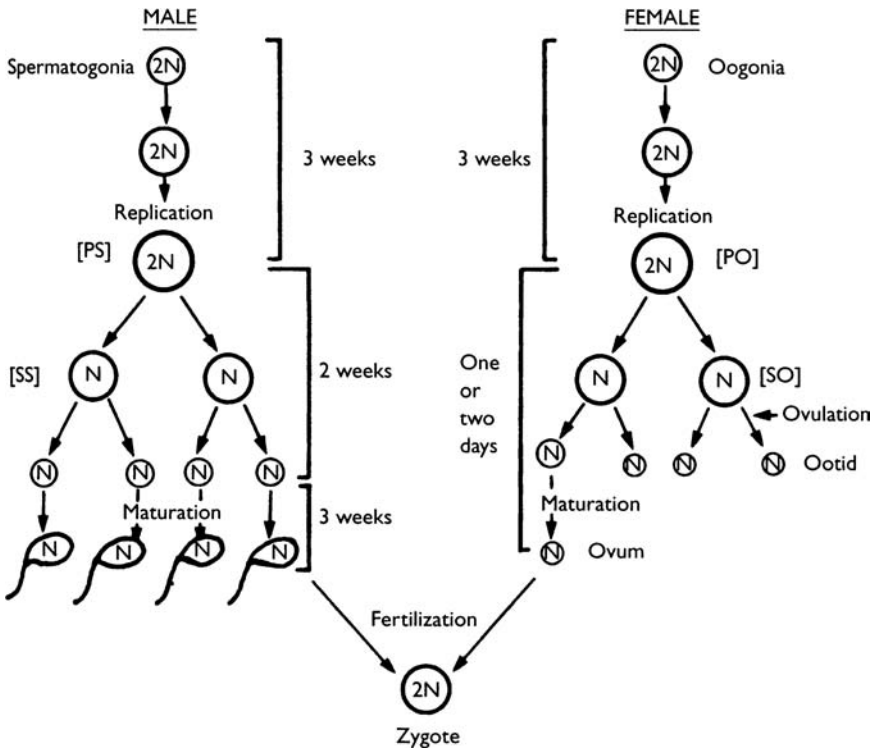 MALE
FEMALE
Spermatogonia
2N
2N
Oogonia
2N
2N
3 weeks
3 weeks
Replication
Replication
[PS]
2N
2N
[PO]
[SS]
N
N
2 weeks
One
or
two
days
N
N
[SO]
Ovulation
N
N
N
N
N
N
N
N
Ootid
Maturation
3 weeks
Maturation
N
N
N
N
N
Ovum
Fertilization
2N
Zygote